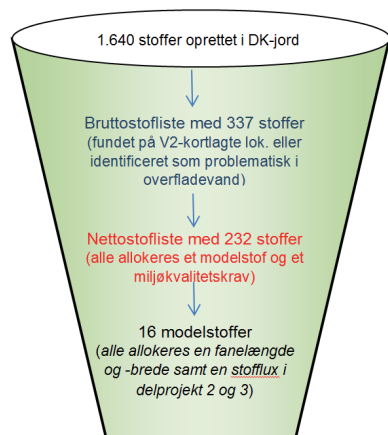 1.640 stoffer oprettet i DK-jord
Bruttostofliste med 337 stoffer
(fundet på V2-kortlagte lok. eller
identificeret som problematisk i
overfladevand)
Nettostofliste med 232 stoffer
(alle allokeres et modelstof og et
miljøkvalitetskrav)
16 modelstoffer
(alle allokeres en fanelængde
og -brede samt en stofflux i
delprojekt 2 og 3)